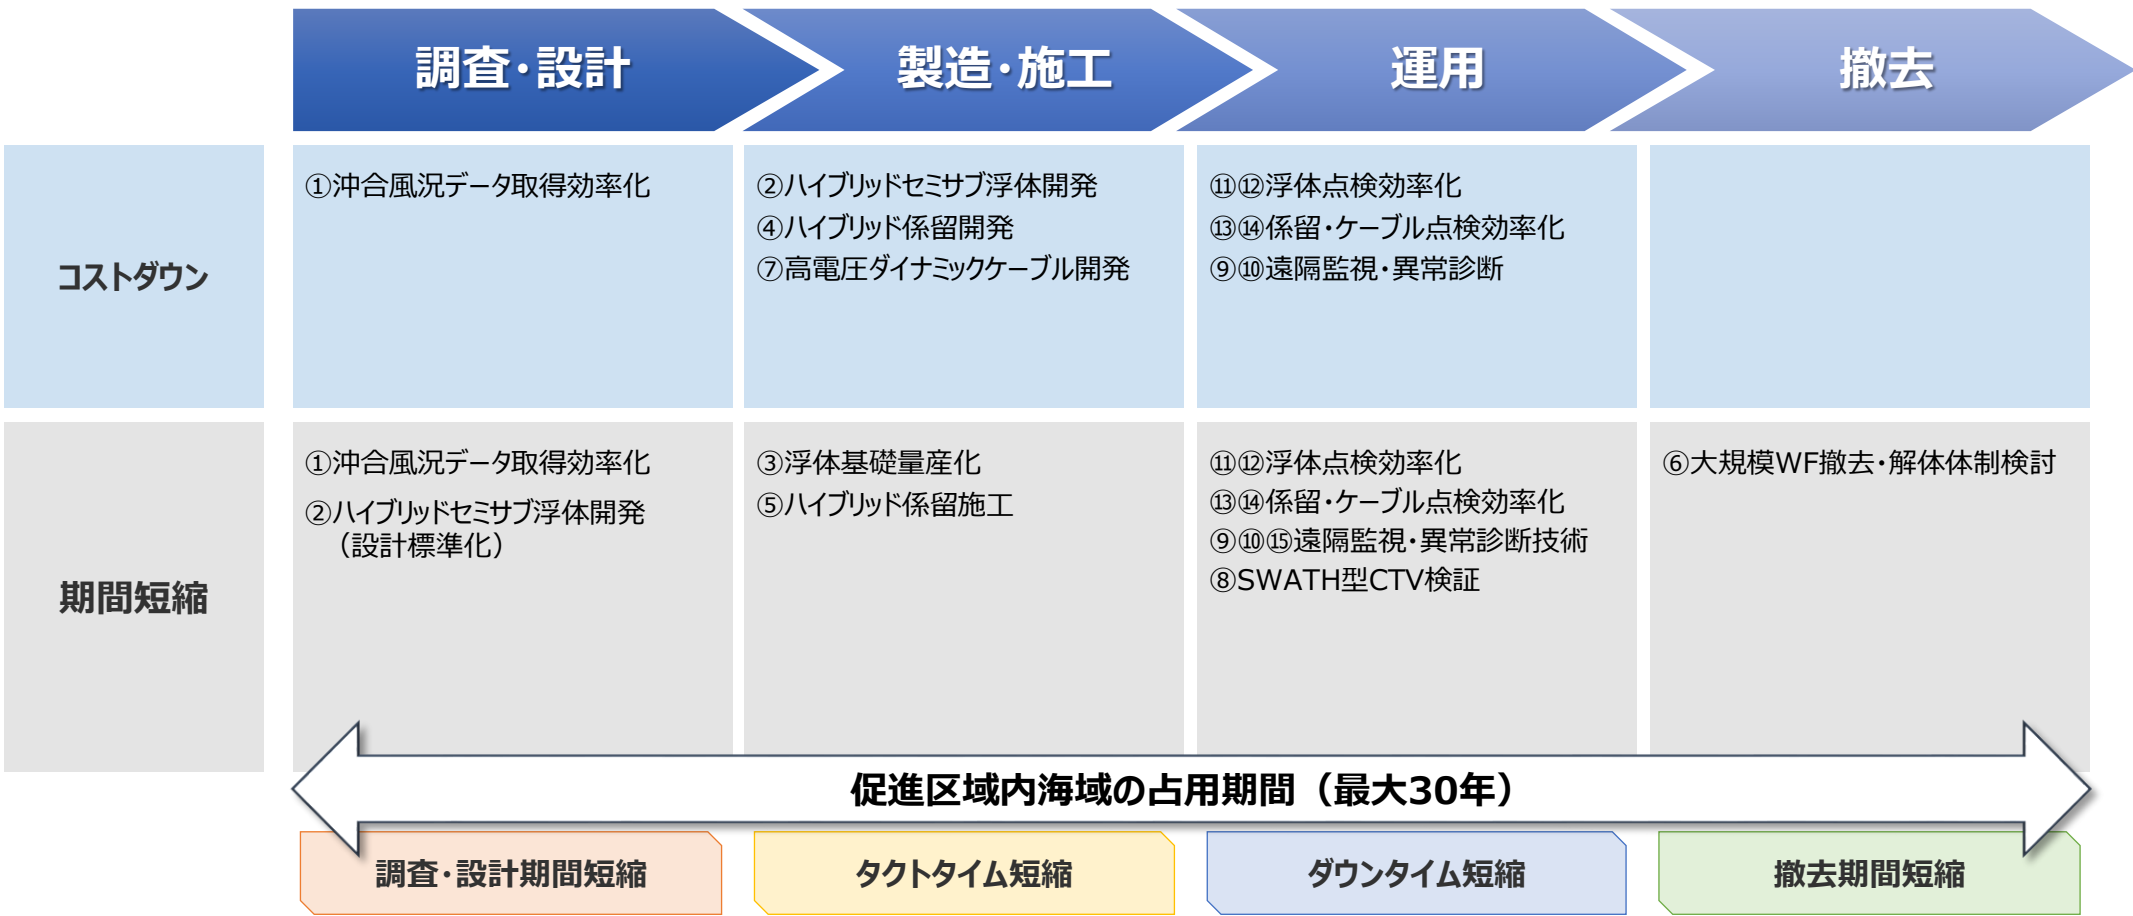 調査・設計
製造・施工
運用
撤去
コストダウン
①沖合風況データ取得効率化
②ハイブリッドセミサブ浮体開発
④ハイブリッド係留開発
⑦高電圧ダイナミックケーブル開発
⑪⑫浮体点検効率化
⑬⑭係留・ケーブル点検効率化
⑨⑩遠隔監視・異常診断
期間短縮
①沖合風況データ取得効率化
②ハイブリッドセミサブ浮体開発
（設計標準化）
③浮体基礎量産化
⑤ハイブリッド係留施工
⑪⑫浮体点検効率化
⑬⑭係留・ケーブル点検効率化
⑨⑩⑮遠隔監視・異常診断技術
⑧SWATH型CTV検証
⑥大規模WF撤去・解体体制検討
促進区域内海域の占用期間（最大30年）
調査・設計期間短縮
タクトタイム短縮
ダウンタイム短縮
撤去期間短縮